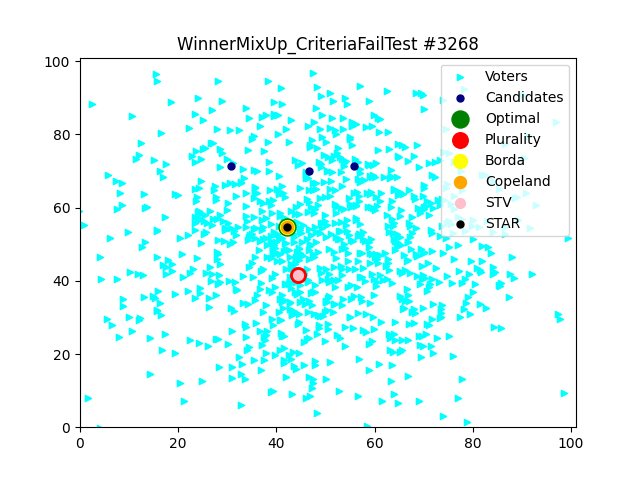 WinnerMixUp_CriteriaFailTest #3268
100
80
60
40
20
0
0
20
40
60
80
100
Voters
Candidates
Optimal
Plurality
Borda
Copeland
STV
STAR